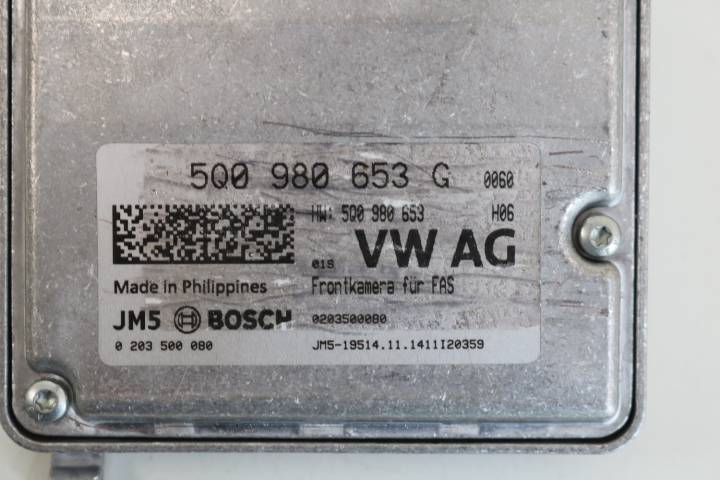 5Q0 980 653 G 0060
HW: 5Q0 980 653 H06
01S VW AG
Made in Philippines Frontkamera für FAS
JM5 BOSCH 0203500080
0 203 500 080 JM5-19514.11.1411I20359